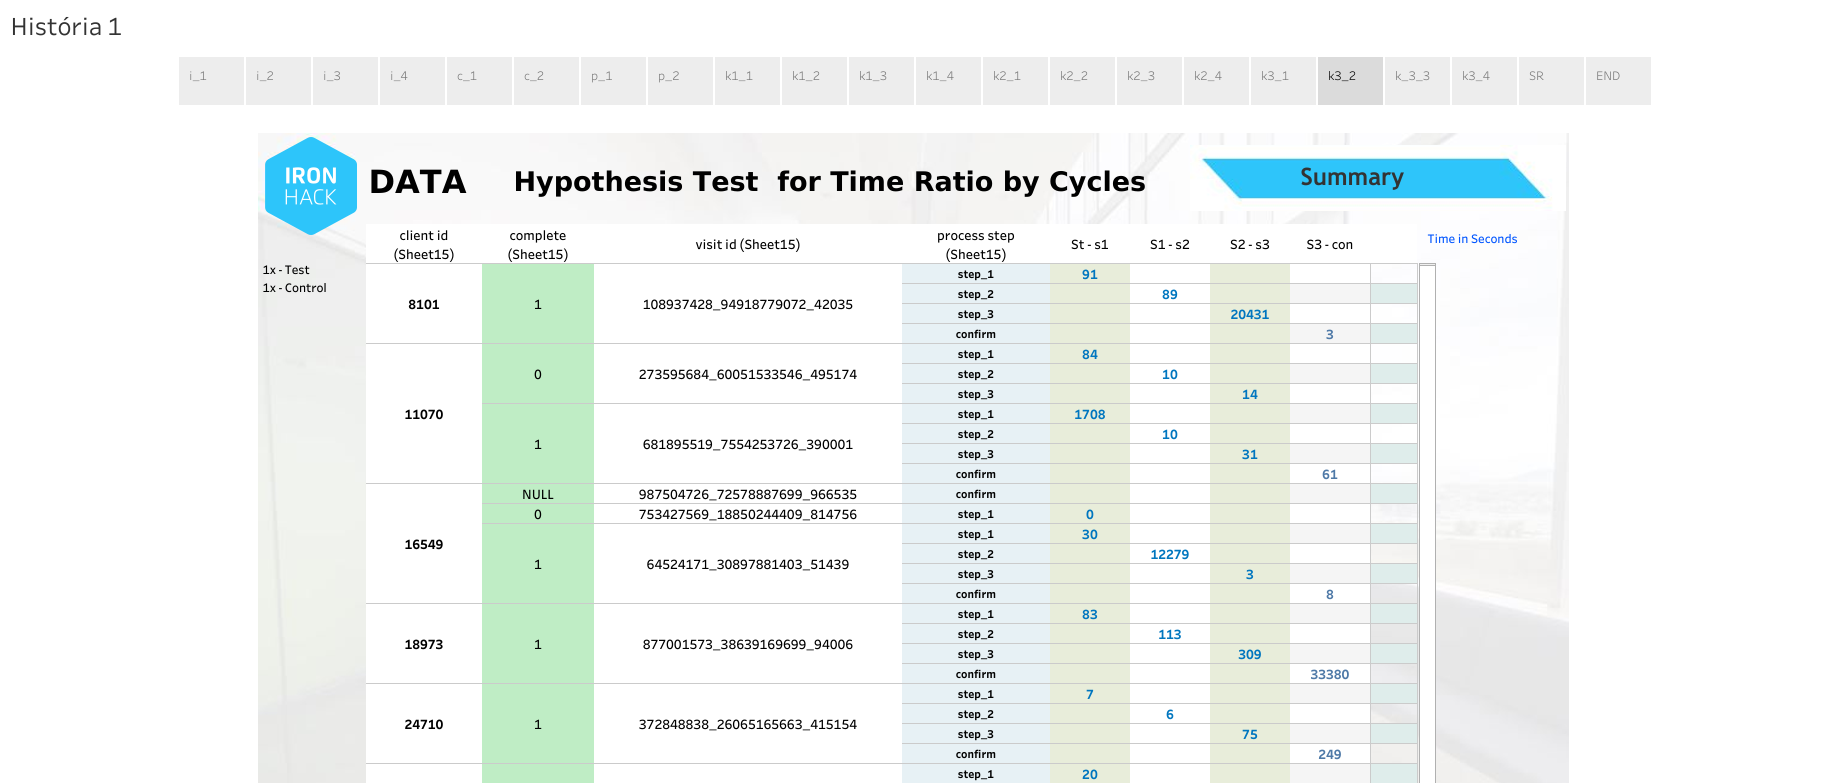 História 1
i_1 i_2 i_3 i_4 c_1 c_2 p_1 p_2 k1_1 k1_2 k1_3 k1_4 k2_1 k2_2 k2_3 k2_4 k3_1 k3_2 k_3_3 k3_4 SR END
IRON
HACK
DATA Hypothesis Test for Time Ratio by Cycles
Summary
client id (Sheet15) complete (Sheet15) visit id (Sheet15) process step (Sheet15) St - s1 S1 - s2 S2 - s3 S3 - con
Time in Seconds
1x - Test
1x - Control
8101 1 108937428_94918779072_42035 step_1 91
step_2 89
step_3 20431
confirm 3
11070 0 273595684_60051533546_495174 step_1 84
step_2 10
step_3 14
1 681895519_7554253726_390001 step_1 1708
step_2 10
step_3 31
confirm 61
16549 NULL 987504726_72578887699_966535 confirm
0 753427569_18850244409_814756 step_1 0
1 64524171_30897881403_51439 step_1 30
step_2 12279
step_3 3
confirm 8
18973 1 877001573_38639169699_94006 step_1 83
step_2 113
step_3 309
confirm 33380
24710 1 372848838_26065165663_415154 step_1 7
step_2 6
step_3 75
confirm 249
step_1 20